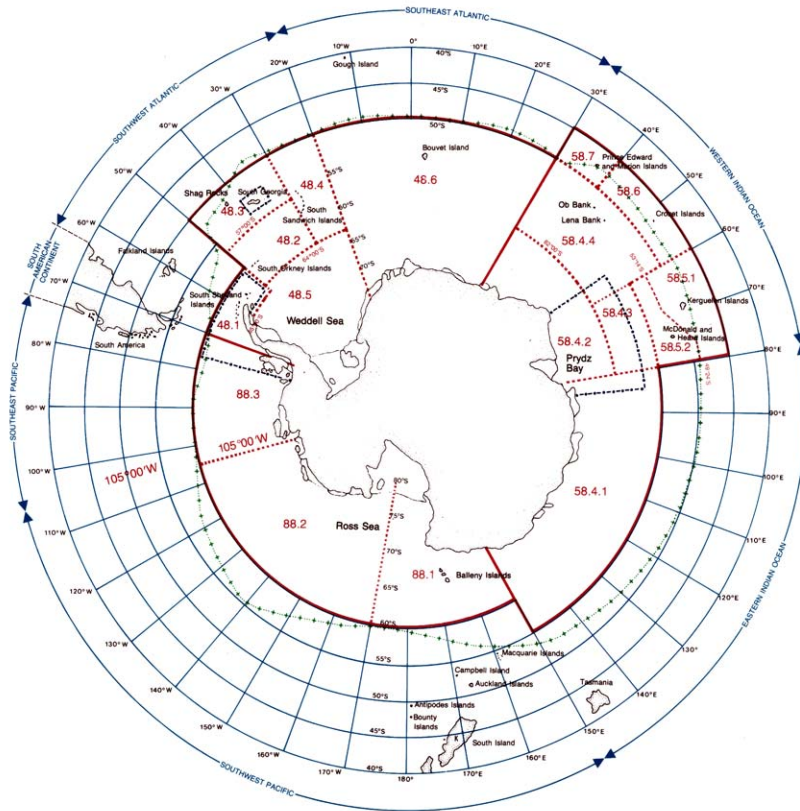 SOUTHEAST ATLANTIC
SOUTHWEST ATLANTIC
WESTERN INDIAN OCEAN
EASTERN INDIAN OCEAN
SOUTHWEST PACIFIC
SOUTHEAST PACIFIC
SOUTH
AMERICAN
CONTINENT
0°
10°W
40°S
10°E
Gough Island
20°W
45°S
20°E
30°W
30°E
40°W
50°S
40°E
50°W
50°E
60°W
60°E
70°W
70°E
80°W
80°E
90°W
90°E
100°W
100°E
110°W
110°E
120°W
120°E
130°W
130°
140°W
140°E
150°W
150°E
160°W
160°E
170°W
180°
170°E
Bouvet Island
58.7
Prince Edward
and Marion Islands
58.6
Shag Rocks
South Georgia
48.3
48.4
55°S
48.6
South
Sandwich Islands
60°S
Ob Bank
Lena Bank
Crozet Islands
48.2
65°S
58.4.4
Falkland Islands
70°S
South Orkney Islands
58.5.1
48.5
Kerguelen Islands
South Shetland
Islands
58.4.3
48.1
Weddell Sea
58.4.2
McDonald and
Heard Islands
58.5.2
South America
Prydz
Bay
88.3
105°00'W
105°00'W
80°S
58.4.1
88.2
Ross Sea
75°S
70°S
88.1
Balleny Islands
65°S
60°S
Macquarie Islands
55°S
Campbell Island
Auckland Islands
Tasmania
50°S
Antipodes Islands
Bounty
Islands
45°S
South Island
40°S